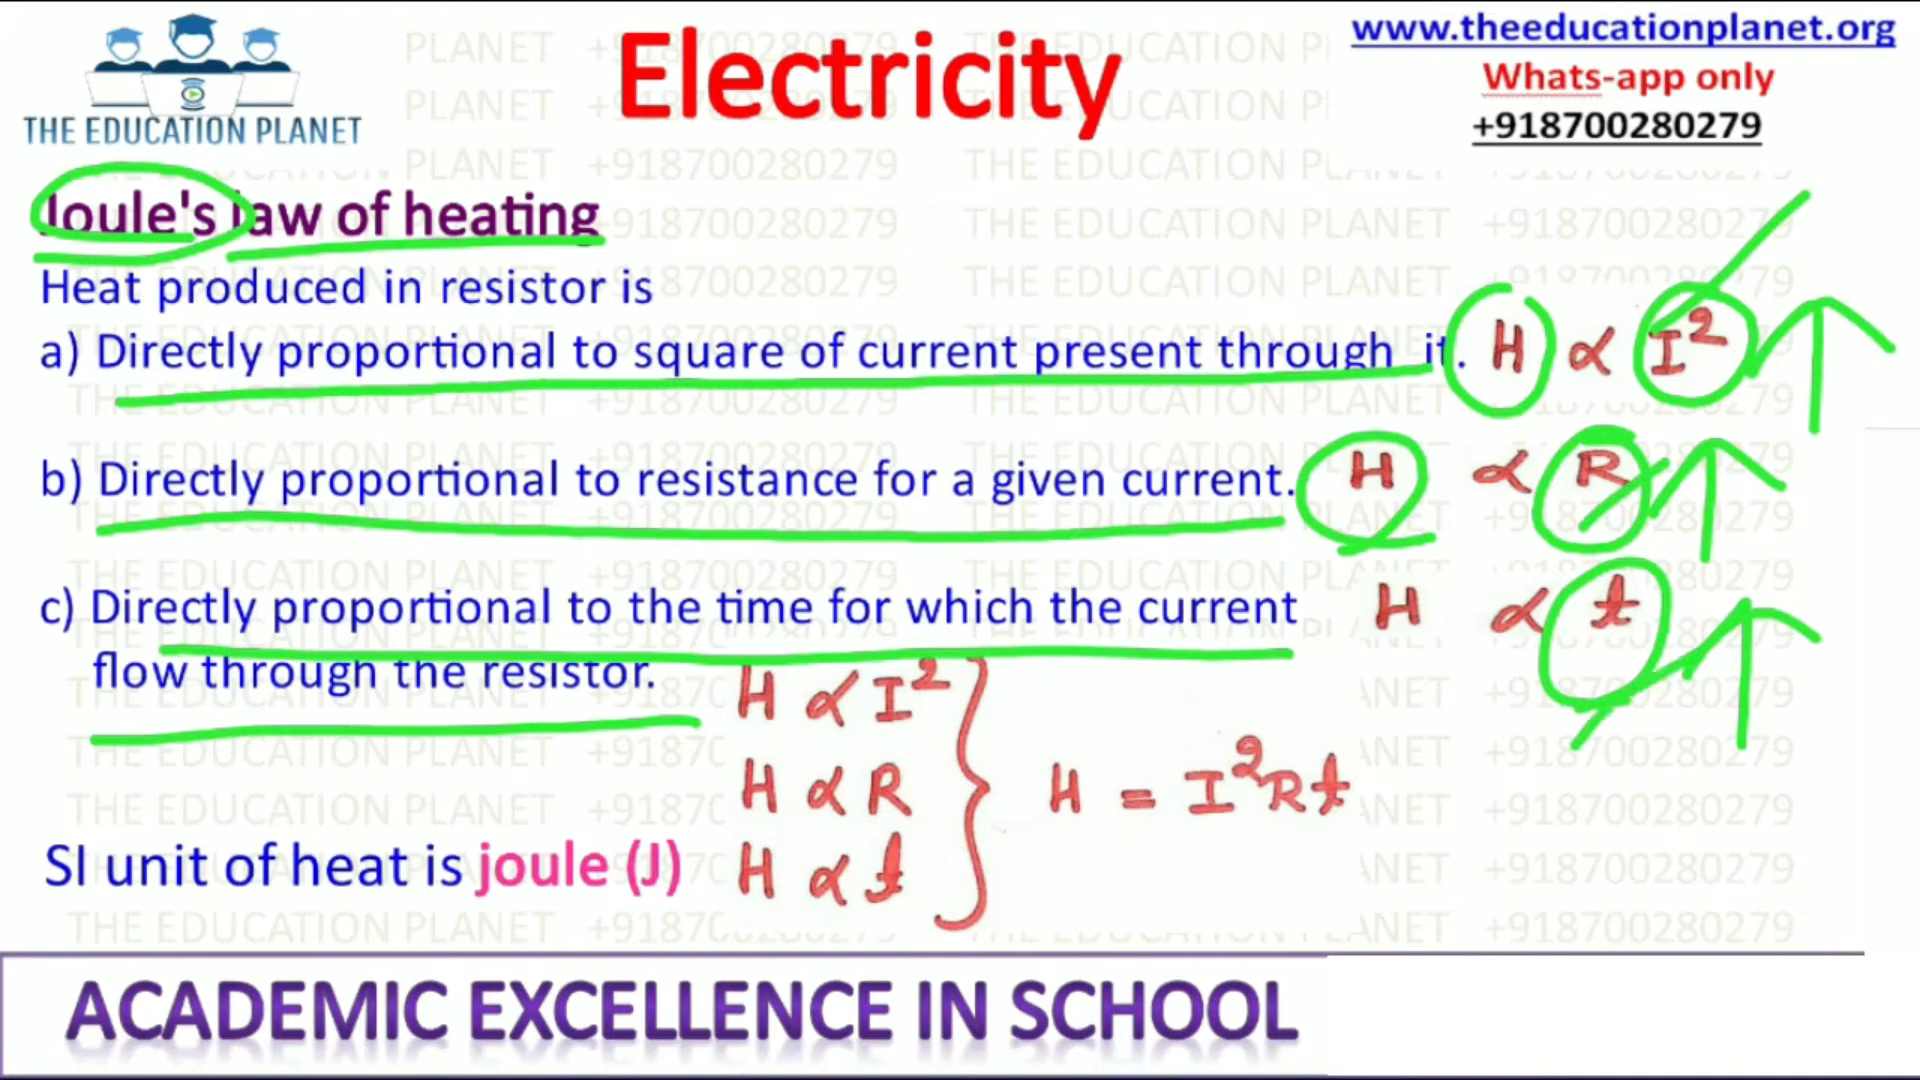 THE EDUCATION PLANET
Electricity
www.theeducationplanet.org
Whats-app only
+918700280279
Joule's law of heating
Heat produced in resistor is
a) Directly proportional to square of current present through it. H ∝ I²
b) Directly proportional to resistance for a given current. H ∝ R
c) Directly proportional to the time for which the current H ∝ t
flow through the resistor.
H ∝ I²
H ∝ R
H ∝ t
H = I²Rt
SI unit of heat is joule (J)
ACADEMIC EXCELLENCE IN SCHOOL